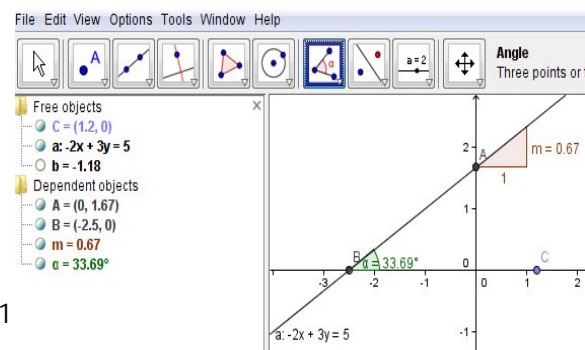 File Edit View Options Tools Window Help
A
α
a=2
Angle
Three points or
Free objects
C = (1.2, 0)
a: -2x + 3y = 5
b = -1.18
Dependent objects
A = (0, 1.67)
B = (-2.5, 0)
m = 0.67
α = 33.69°
1
2
A
m = 0.67
1
1
B
α = 33.69°
0
C
-3 -2 -1 0 1 2
a: -2x + 3y = 5
-1